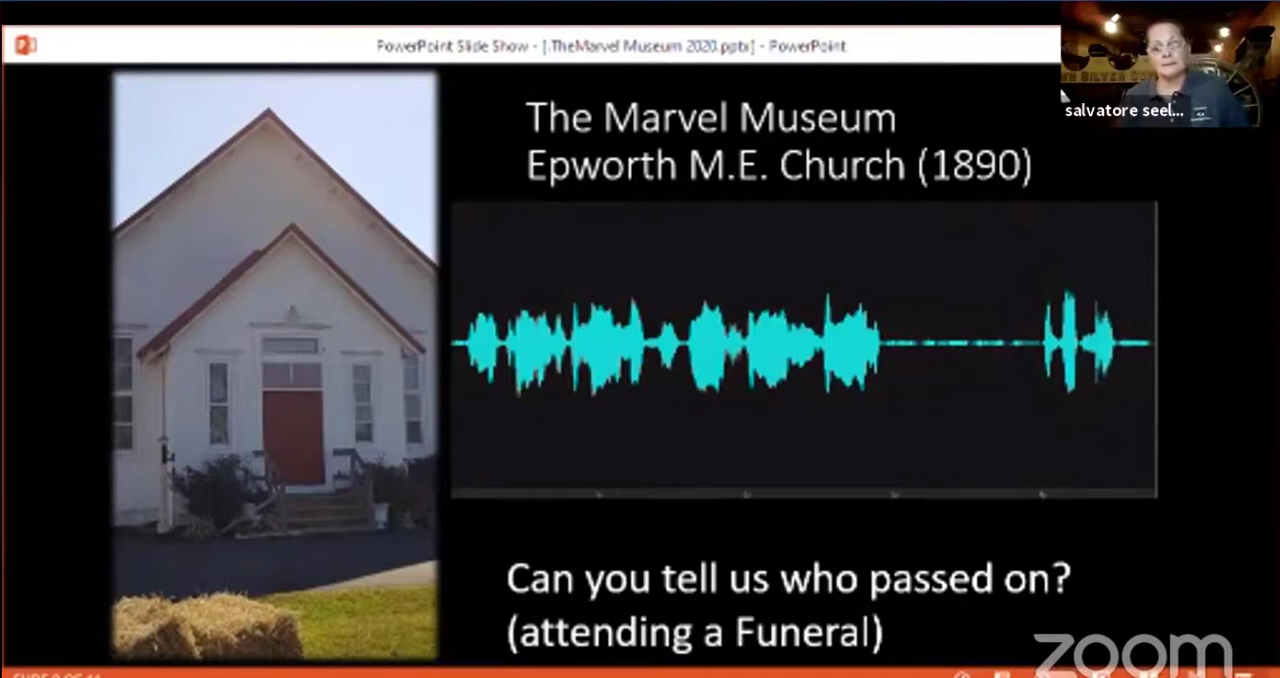 PowerPoint Slide Show - [.TheMarvel Museum 2020.pptx] - PowerPoint
salvatore seel...
The Marvel Museum
Epworth M.E. Church (1890)
Can you tell us who passed on?
(attending a Funeral)
zoom